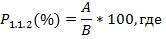 P₁.₁.₂(%) = A/B * 100, где